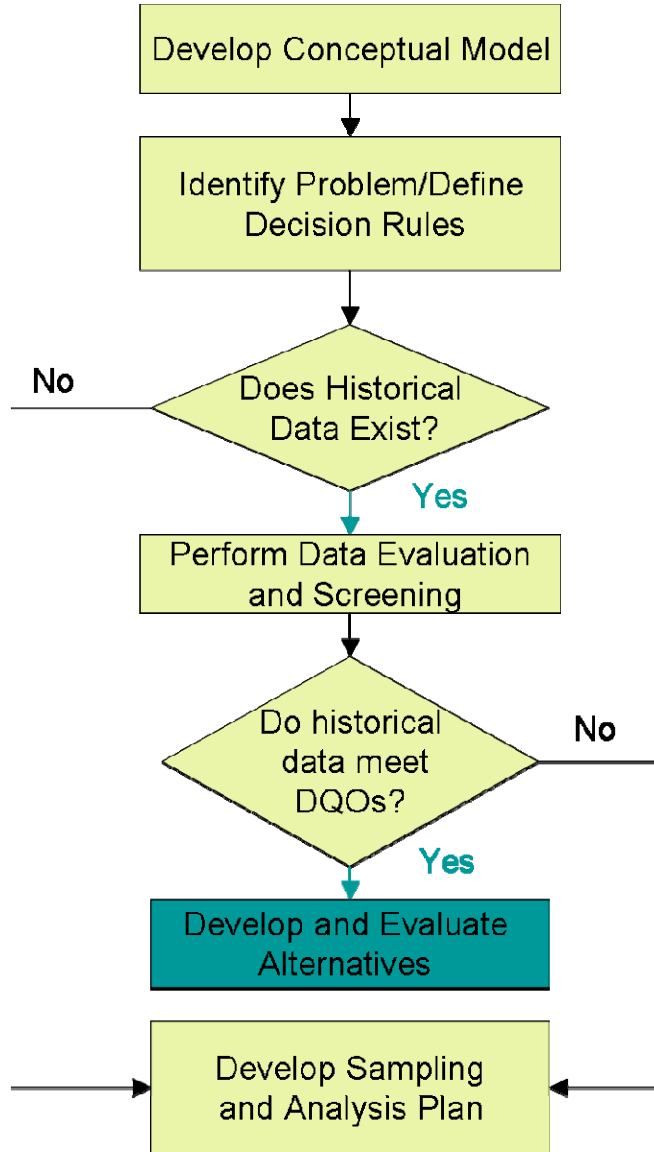 Develop Conceptual Model
Identify Problem/Define
Decision Rules
No
Does Historical
Data Exist?
Yes
Perform Data Evaluation
and Screening
Do historical
data meet
DQOs?
No
Yes
Develop and Evaluate
Alternatives
Develop Sampling
and Analysis Plan